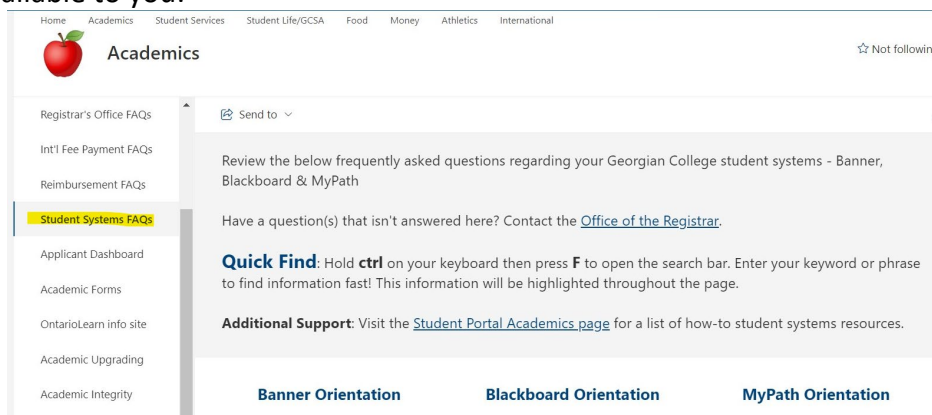 Home Academics Student Services Student Life/GCSA Food Money Athletics International
Academics
Not followin
Registrar's Office FAQs
Int'l Fee Payment FAQs
Reimbursement FAQs
Student Systems FAQs
Applicant Dashboard
Academic Forms
OntarioLearn info site
Academic Upgrading
Academic Integrity
Send to
Review the below frequently asked questions regarding your Georgian College student systems - Banner,
Blackboard & MyPath
Have a question(s) that isn't answered here? Contact the Office of the Registrar.
Quick Find: Hold ctrl on your keyboard then press F to open the search bar. Enter your keyword or phrase
to find information fast! This information will be highlighted throughout the page.
Additional Support: Visit the Student Portal Academics page for a list of how-to student systems resources.
Banner Orientation Blackboard Orientation MyPath Orientation